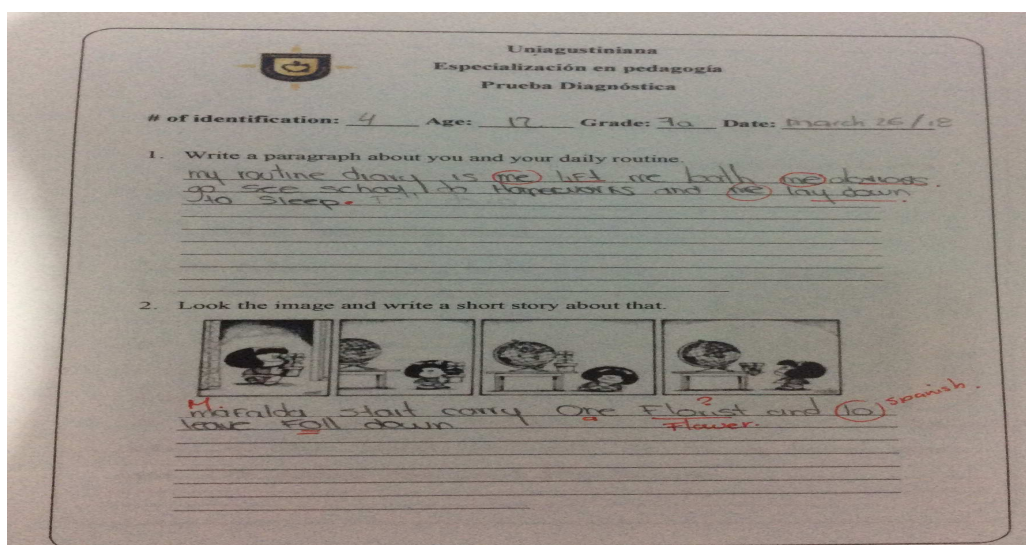 Uniagustiniana
Especialización en pedagogía
Prueba Diagnóstica
# of identification: 4 Age: 12 Grade: 7a Date: march 26/18
1. Write a paragraph about you and your daily routine.
my routine diary is me lift me bath me
go see school do Homeworks and me lay down
to sleep.
2. Look the image and write a short story about that.
M ? Spanish.
mafalda start carry One Florist and lo
leave Foll down
a Flower.